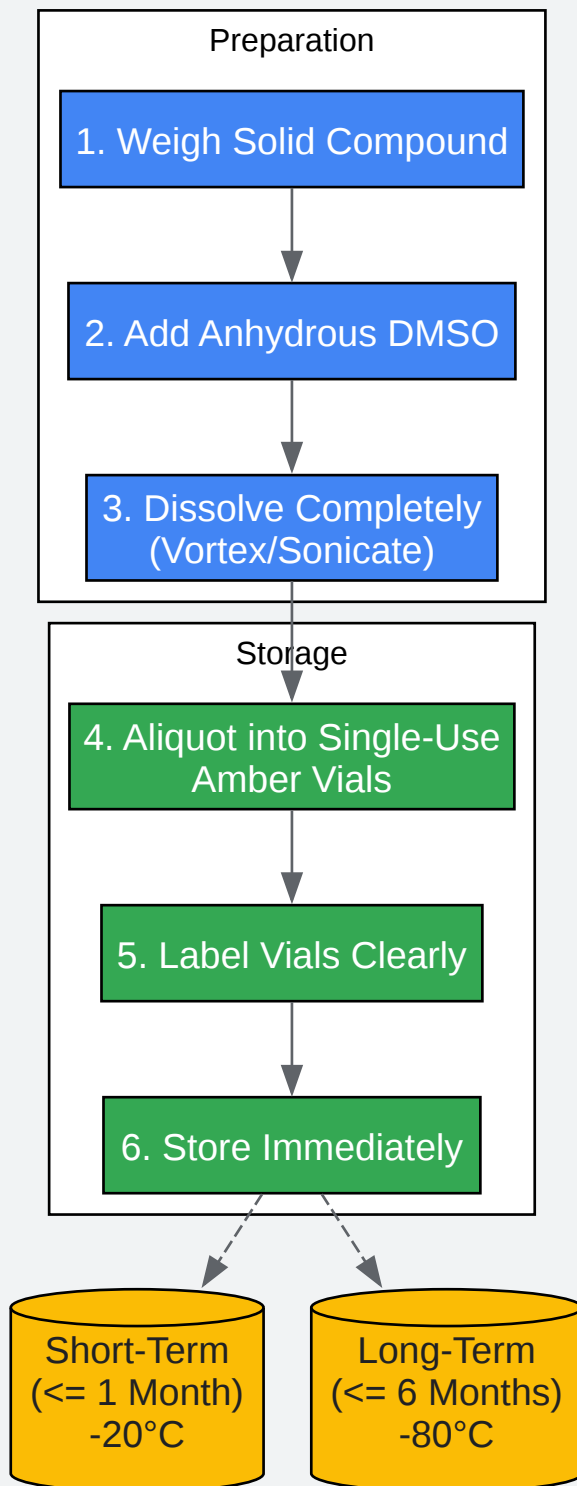 Preparation
1. Weigh Solid Compound
2. Add Anhydrous DMSO
3. Dissolve Completely
(Vortex/Sonicate)
Storage
4. Aliquot into Single-Use
Amber Vials
5. Label Vials Clearly
6. Store Immediately
Short-Term
(<= 1 Month)
-20°C
Long-Term
(<= 6 Months)
-80°C